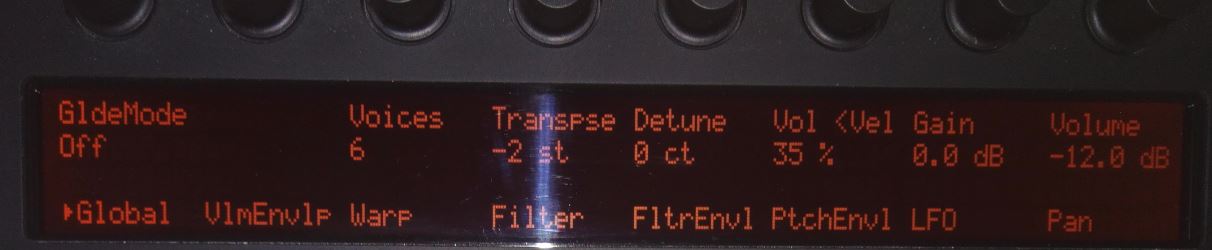 GldeMode Voices Transpse Detune Vol <Vel Gain Volume
Off 6 -2 st 0 ct 35 % 0.0 dB -12.0 dB
▸Global VlmEnvlp Warp Filter FltrEnvl PtchEnvl LFO Pan